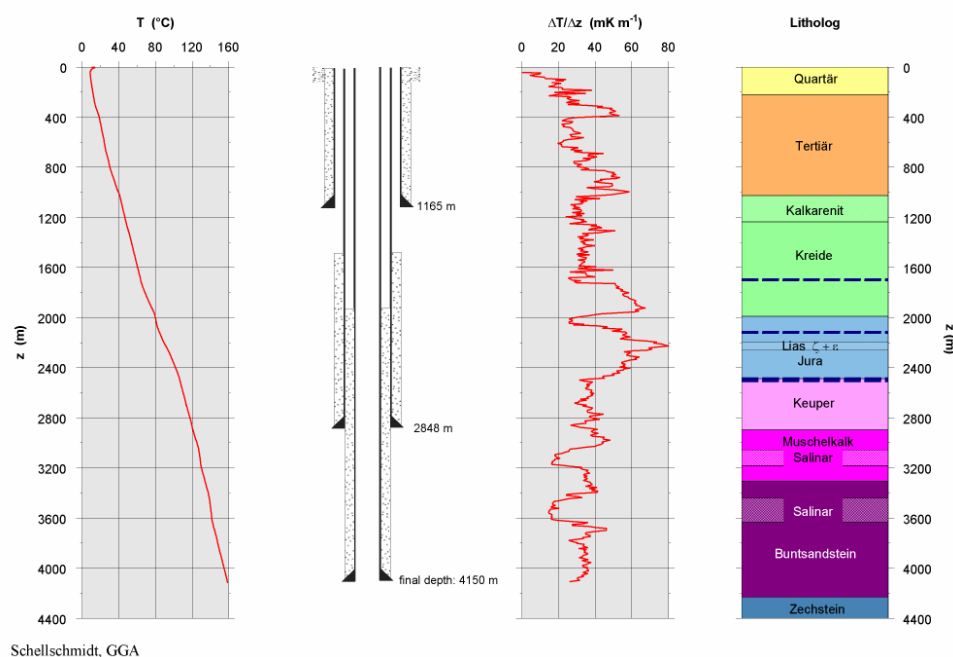 T (°C)
ΔT/Δz (mK m⁻¹)
Litholog
0 40 80 120 160
0 20 40 60 80
0
400
800
1200
1600
2000
2400
2800
3200
3600
4000
4400
z (m)
1165 m
2848 m
final depth: 4150 m
Quartär
Tertiär
Kalkarenit
Kreide
Lias ζ + ε
Jura
Keuper
Muschelkalk
Salinar
Salinar
Buntsandstein
Zechstein
0
400
800
1200
1600
2000
2400
2800
3200
3600
4000
4400
z (m)
Schellschmidt, GGA